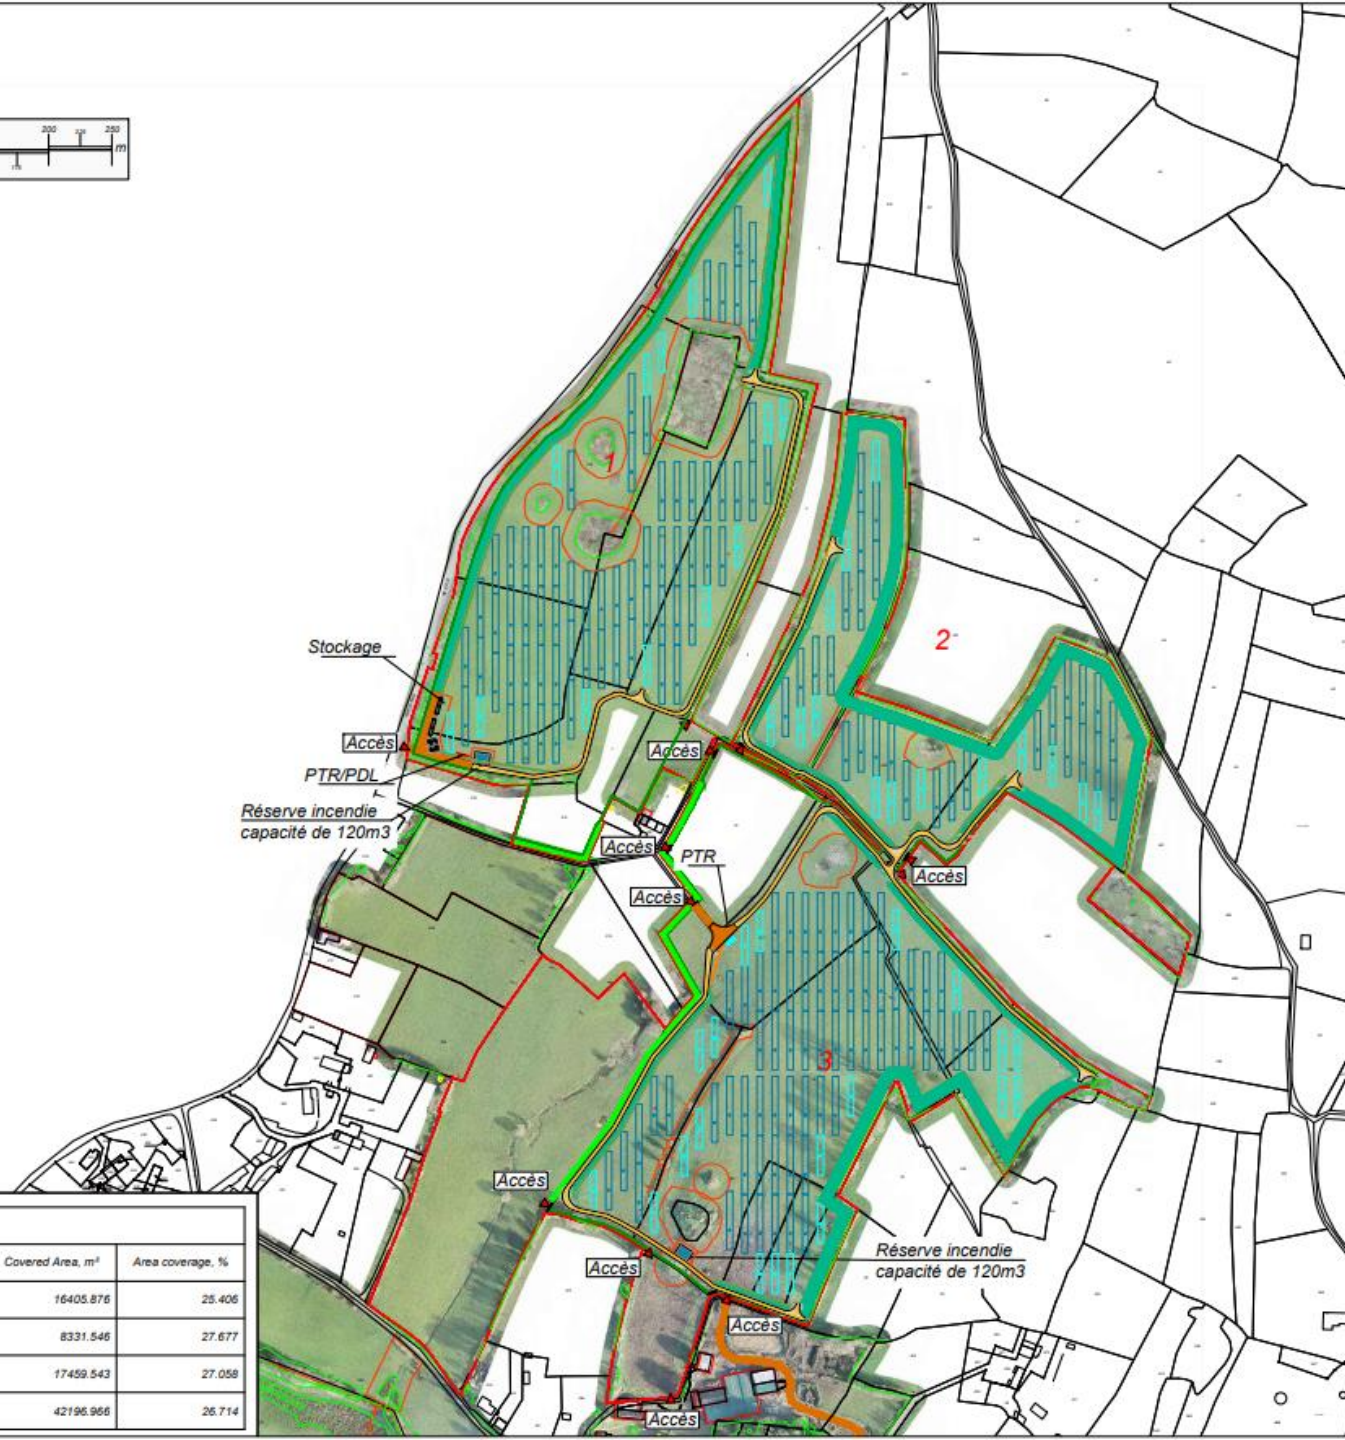 200
250
m
1
2
Stockage
Accès
Accès
PTR/PDL
Réserve incendie
capacité de 120m3
Accès
PTR
Accès
Accès
3
Accès
Accès
Réserve incendie
capacité de 120m3
Accès
Accès
Covered Area, m² Area coverage, %
16405.876 25.406
8331.546 27.677
17459.543 27.058
42196.966 26.714